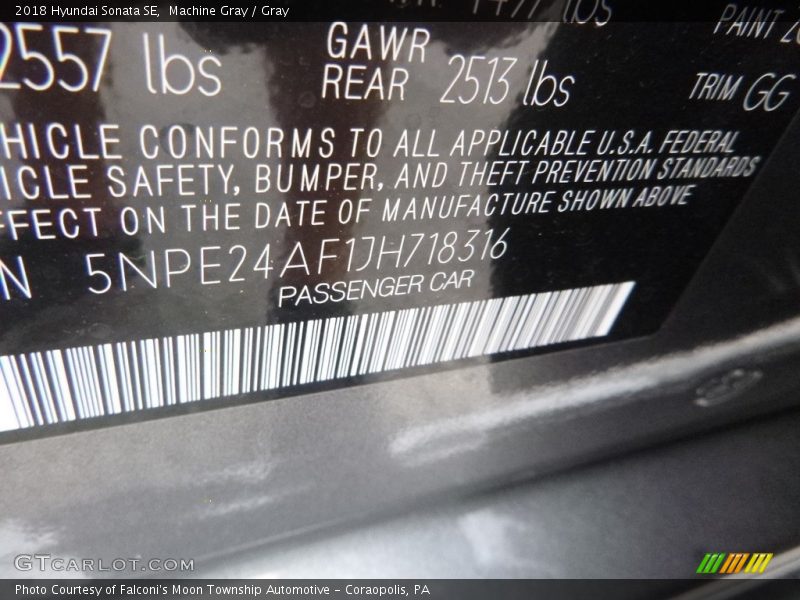 2018 Hyundai Sonata SE, Machine Gray / Gray
lbs
PAINT
2557 lbs
GAWR
REAR 2513 lbs
TRIM GG
HICLE CONFORMS TO ALL APPLICABLE U.S.A. FEDERAL
ICLE SAFETY, BUMPER, AND THEFT PREVENTION STANDARDS
FFECT ON THE DATE OF MANUFACTURE SHOWN ABOVE
N 5NPE24AF1JH718316
PASSENGER CAR
GTCARLOT.COM
Photo Courtesy of Falconi's Moon Township Automotive - Coraopolis, PA